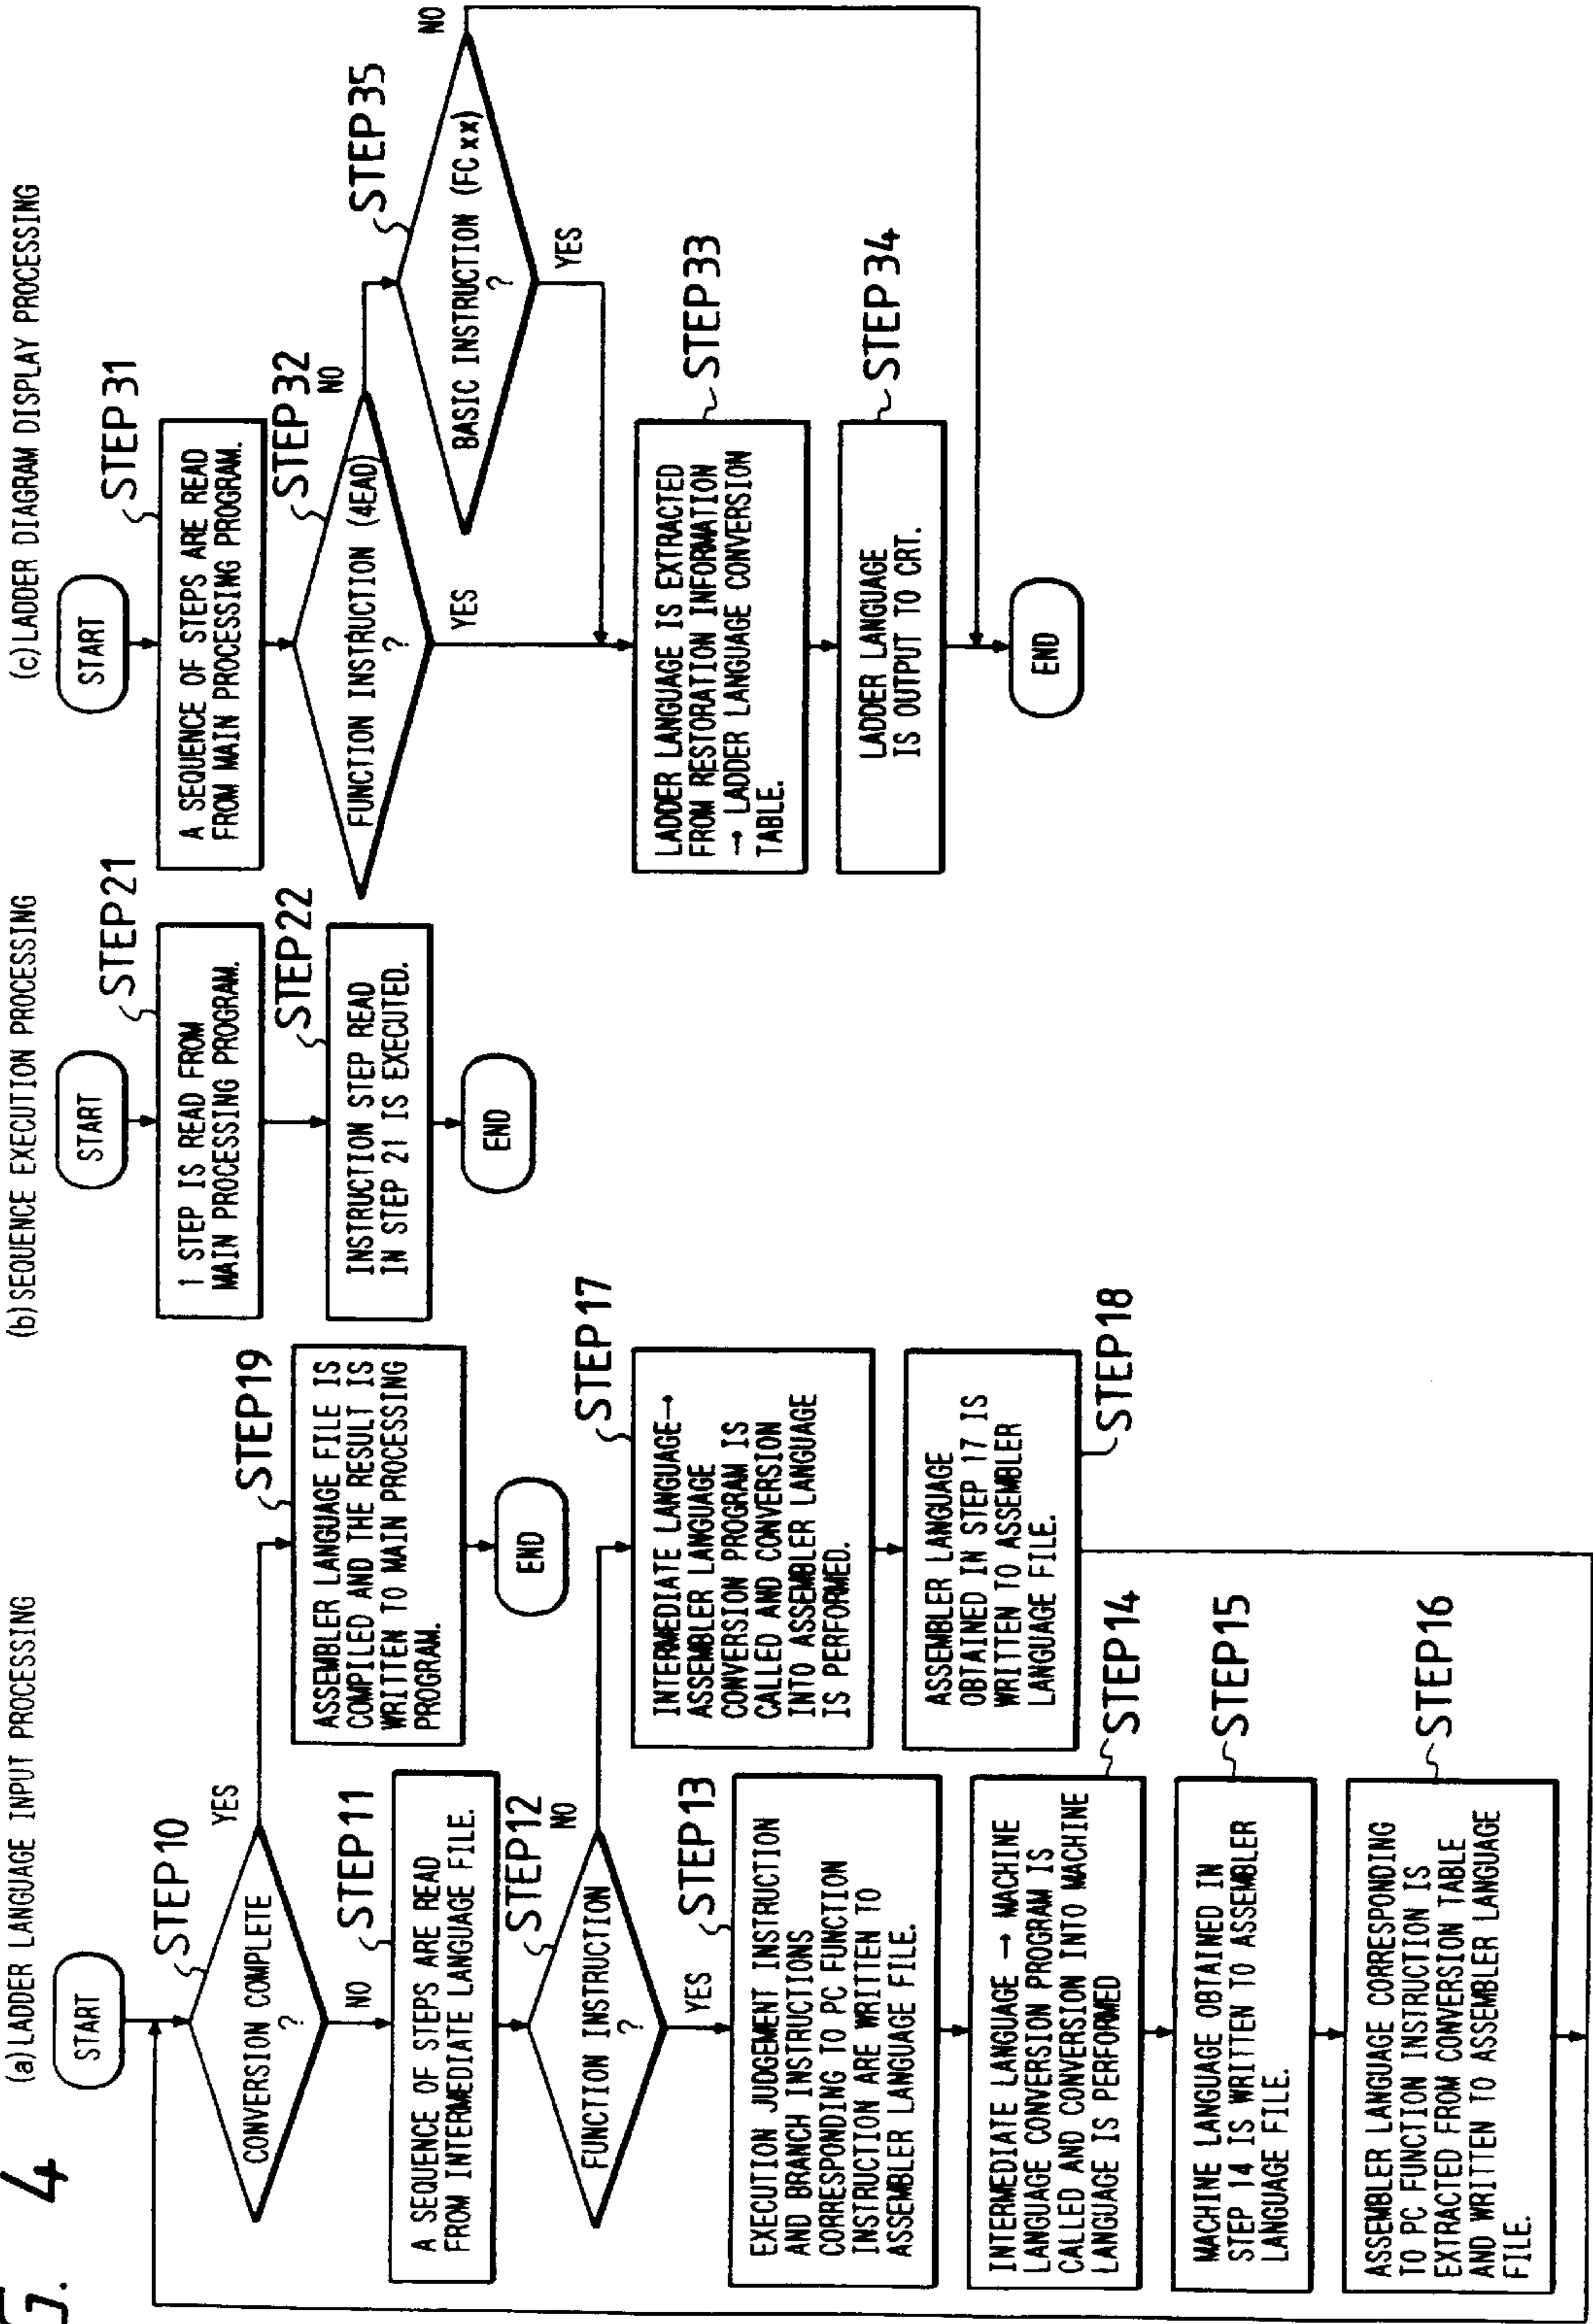 G. 4
(a) LADDER LANGUAGE INPUT PROCESSING
START
STEP10
CONVERSION COMPLETE
?
YES
NO
STEP19
ASSEMBLER LANGUAGE FILE IS
COMPILED AND THE RESULT IS
WRITTEN TO MAIN PROCESSING
PROGRAM.
END
STEP11
A SEQUENCE OF STEPS ARE READ
FROM INTERMEDIATE LANGUAGE FILE.
STEP12
FUNCTION INSTRUCTION
?
NO
YES
STEP13
EXECUTION JUDGEMENT INSTRUCTION
AND BRANCH INSTRUCTIONS
CORRESPONDING TO PC FUNCTION
INSTRUCTION ARE WRITTEN TO
ASSEMBLER LANGUAGE FILE.
STEP14
INTERMEDIATE LANGUAGE → MACHINE
LANGUAGE CONVERSION PROGRAM IS
CALLED AND CONVERSION INTO MACHINE
LANGUAGE IS PERFORMED
STEP15
MACHINE LANGUAGE OBTAINED IN
STEP 14 IS WRITTEN TO ASSEMBLER
LANGUAGE FILE.
STEP16
ASSEMBLER LANGUAGE CORRESPONDING
TO PC FUNCTION INSTRUCTION IS
EXTRACTED FROM CONVERSION TABLE
AND WRITTEN TO ASSEMBLER LANGUAGE
FILE.
STEP17
INTERMEDIATE LANGUAGE→
ASSEMBLER LANGUAGE
CONVERSION PROGRAM IS
CALLED AND CONVERSION
INTO ASSEMBLER LANGUAGE
IS PERFORMED.
STEP18
ASSEMBLER LANGUAGE
OBTAINED IN STEP 17 IS
WRITTEN TO ASSEMBLER
LANGUAGE FILE.
(b) SEQUENCE EXECUTION PROCESSING
START
STEP21
1 STEP IS READ FROM
MAIN PROCESSING PROGRAM.
STEP22
INSTRUCTION STEP READ
IN STEP 21 IS EXECUTED.
END
(c) LADDER DIAGRAM DISPLAY PROCESSING
START
STEP31
A SEQUENCE OF STEPS ARE READ
FROM MAIN PROCESSING PROGRAM.
STEP32
FUNCTION INSTRUCTION (4EAD)
?
NO
YES
STEP35
BASIC INSTRUCTION (FC xx)
?
NO
YES
STEP33
LADDER LANGUAGE IS EXTRACTED
FROM RESTORATION INFORMATION
→ LADDER LANGUAGE CONVERSION
TABLE.
STEP34
LADDER LANGUAGE
IS OUTPUT TO CRT.
END